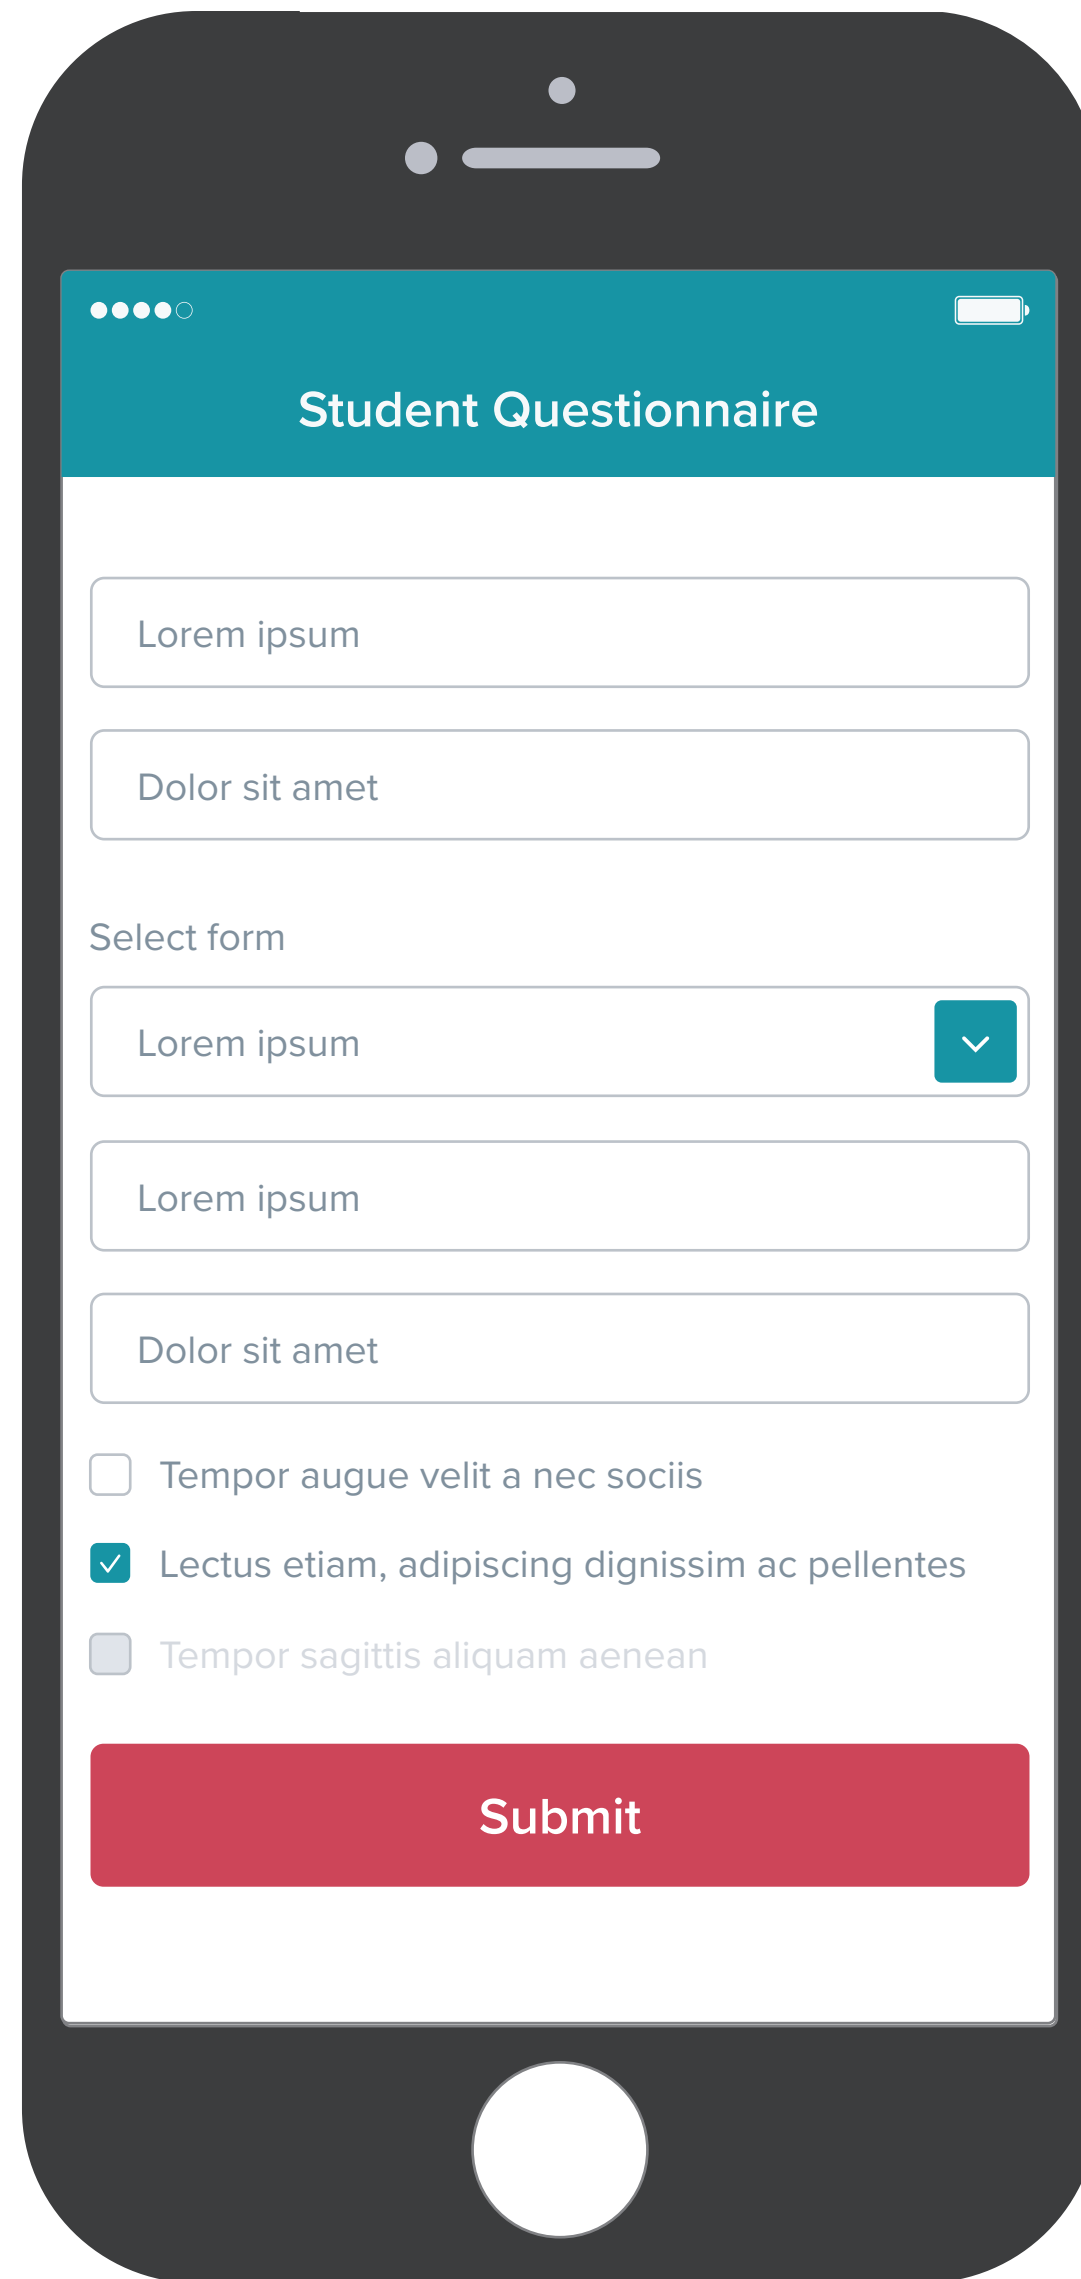 Student Questionnaire
Lorem ipsum
Dolor sit amet
Select form
Lorem ipsum
Lorem ipsum
Dolor sit amet
Tempor augue velit a nec sociis
Lectus etiam, adipiscing dignissim ac pellentes
Tempor sagittis aliquam aenean
Submit